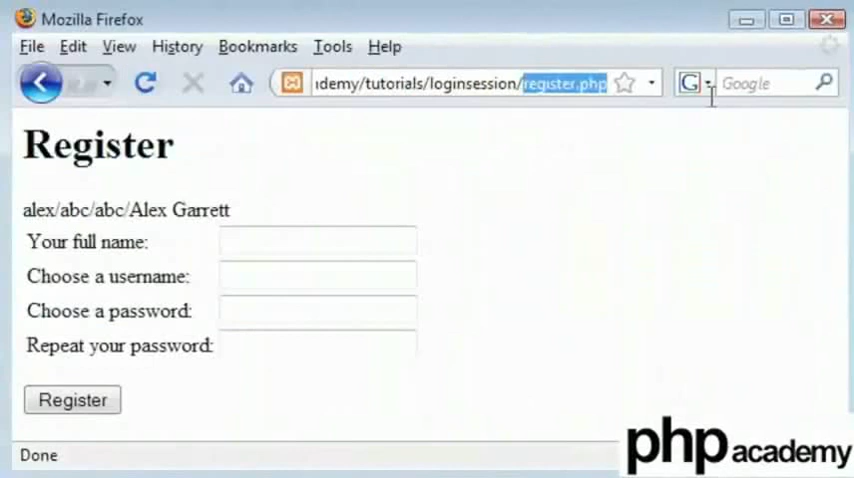 Mozilla Firefox
File Edit View History Bookmarks Tools Help
demy/tutorials/loginsession/register.php G Google
Register
alex/abc/abc/Alex Garrett
Your full name:
Choose a username:
Choose a password:
Repeat your password:
Register
Done
php academy